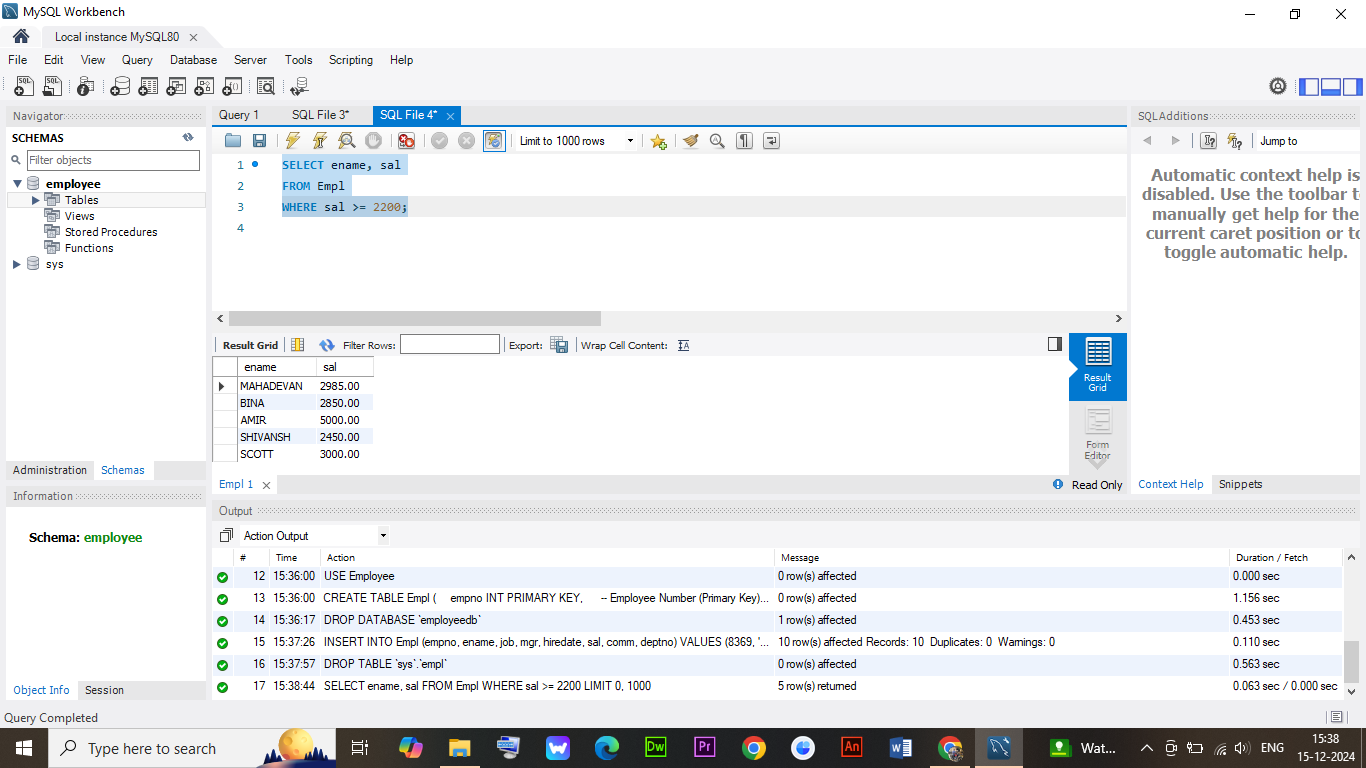 MySQL Workbench
Local instance MySQL80
File Edit View Query Database Server Tools Scripting Help
Navigator
SCHEMAS
Filter objects
employee
Tables
Views
Stored Procedures
Functions
sys
Administration Schemas
Information
Schema: employee
Object Info Session
Query 1 SQL File 3* SQL File 4*
Limit to 1000 rows
1 SELECT ename, sal
2 FROM Empl
3 WHERE sal >= 2200;
4
Result Grid Filter Rows: Export: Wrap Cell Content:
ename sal
MAHADEVAN 2985.00
BINA 2850.00
AMIR 5000.00
SHIVANSH 2450.00
SCOTT 3000.00
Result
Grid
Form
Editor
Empl 1 Read Only
SQLAdditions
Jump to
Automatic context help is
disabled. Use the toolbar t
manually get help for the
current caret position or to
toggle automatic help.
Context Help Snippets
Output
Action Output
# Time Action Message Duration / Fetch
12 15:36:00 USE Employee 0 row(s) affected 0.000 sec
13 15:36:00 CREATE TABLE Empl ( empno INT PRIMARY KEY, -- Employee Number (Primary Key)... 0 row(s) affected 1.156 sec
14 15:36:17 DROP DATABASE `employeedb` 1 row(s) affected 0.453 sec
15 15:37:26 INSERT INTO Empl (empno, ename, job, mgr, hiredate, sal, comm, deptno) VALUES (8369, '... 10 row(s) affected Records: 10 Duplicates: 0 Warnings: 0 0.110 sec
16 15:37:57 DROP TABLE `sys`.`empl` 0 row(s) affected 0.563 sec
17 15:38:44 SELECT ename, sal FROM Empl WHERE sal >= 2200 LIMIT 0, 1000 5 row(s) returned 0.063 sec / 0.000 sec
Query Completed
Type here to search
Dw Pr An
Wat...
ENG
15:38
15-12-2024